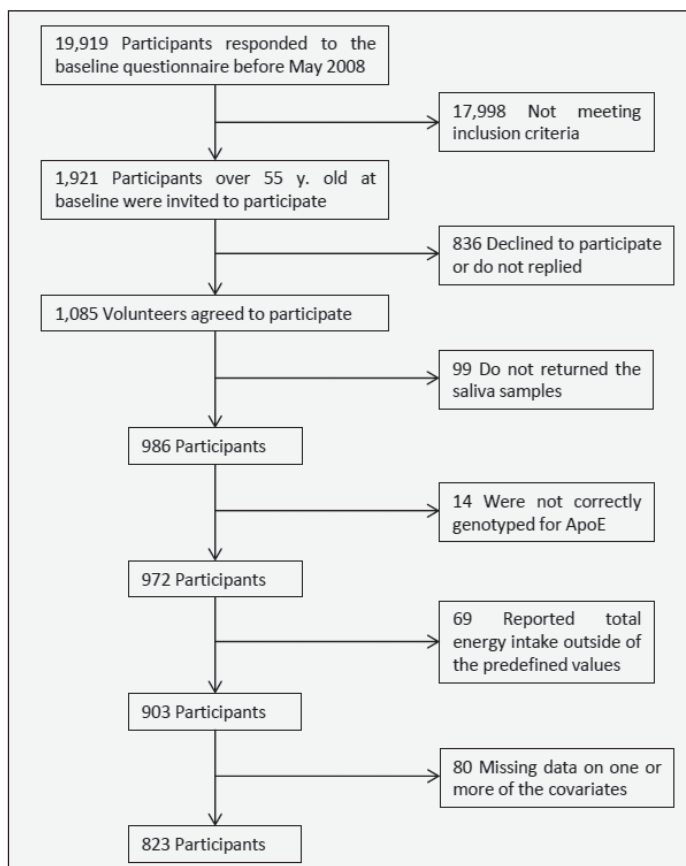 19,919 Participants responded to the
baseline questionnaire before May 2008
17,998 Not meeting
inclusion criteria
1,921 Participants over 55 y. old at
baseline were invited to participate
836 Declined to participate
or do not replied
1,085 Volunteers agreed to participate
99 Do not returned the
saliva samples
986 Participants
14 Were not correctly
genotyped for ApoE
972 Participants
69 Reported total
energy intake outside of
the predefined values
903 Participants
80 Missing data on one or
more of the covariates
823 Participants